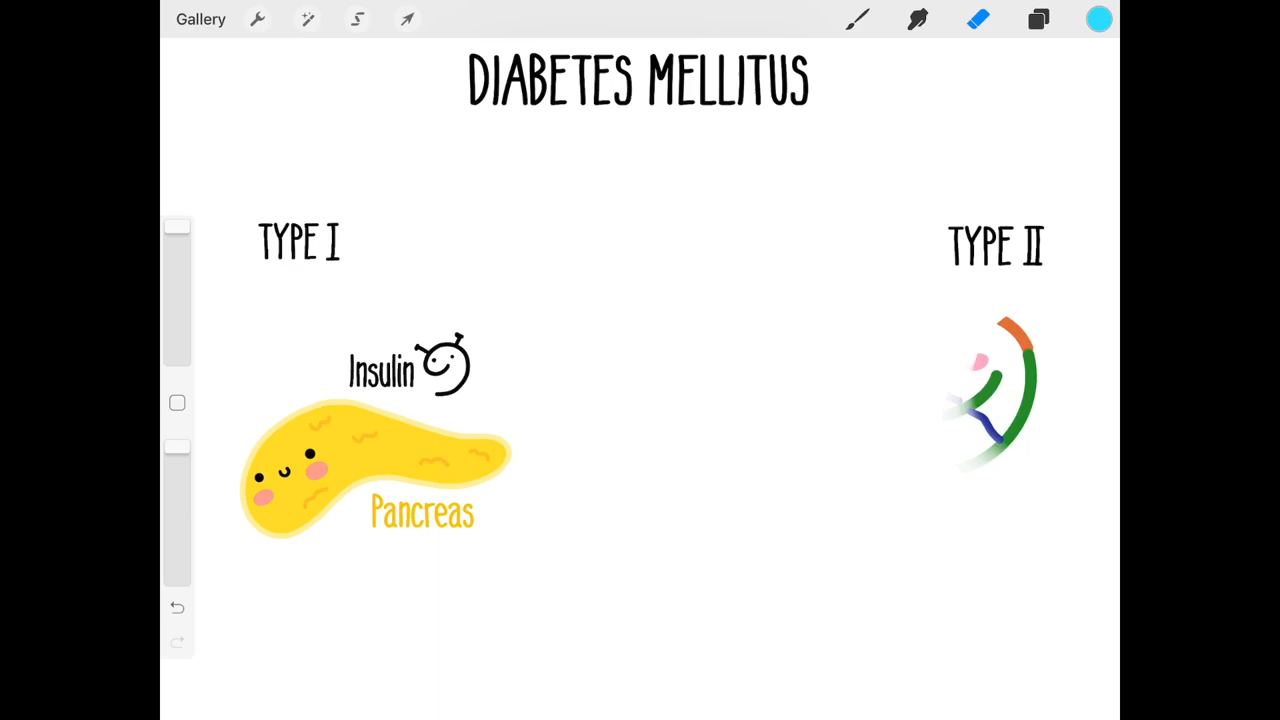 Gallery
DIABETES MELLITUS
TYPE I
TYPE II
Insulin
Pancreas